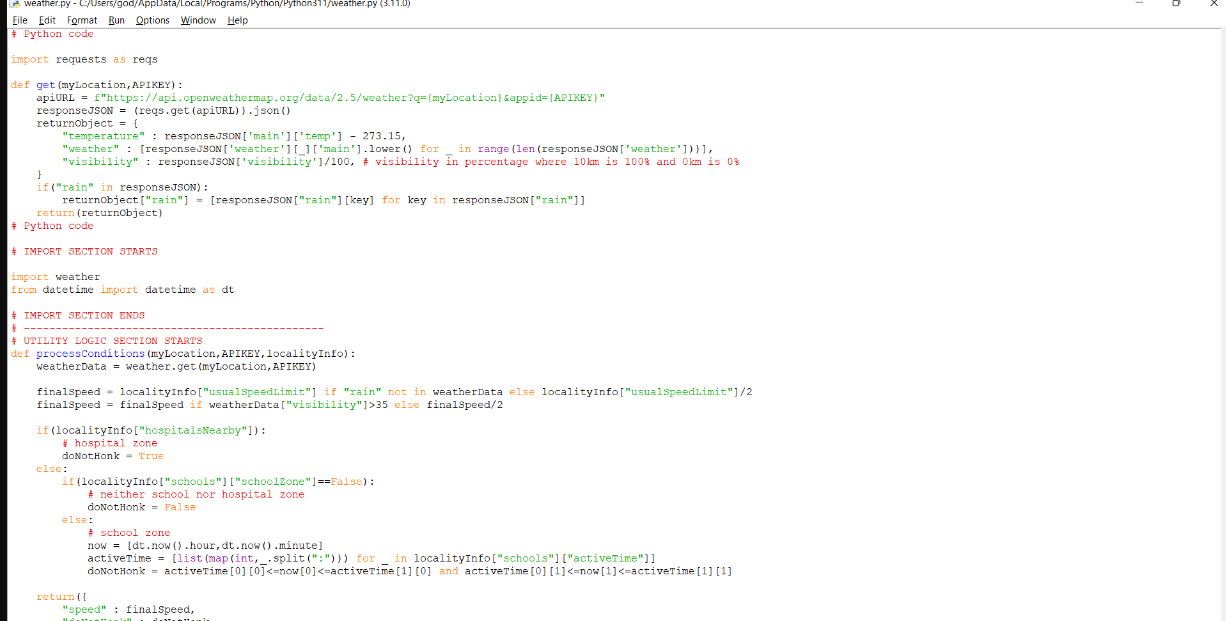 weather.py - C:/Users/god/AppData/Local/Programs/Python/Python311/weather.py (3.11.0)
File Edit Format Run Options Window Help
# Python code

import requests as reqs

def get(myLocation,APIKEY):
    apiURL = f"https://api.openweathermap.org/data/2.5/weather?q={myLocation}&appid={APIKEY}"
    responseJSON = (reqs.get(apiURL)).json()
    returnObject = {
        "temperature" : responseJSON['main']['temp'] - 273.15,
        "weather" : [responseJSON['weather'][_]['main'].lower() for _ in range(len(responseJSON['weather']))],
        "visibility" : responseJSON['visibility']/100, # visibility in percentage where 10km is 100% and 0km is 0%
    }
    if("rain" in responseJSON):
        returnObject["rain"] = [responseJSON["rain"][key] for key in responseJSON["rain"]]
    return(returnObject)
# Python code

# IMPORT SECTION STARTS

import weather
from datetime import datetime as dt

# IMPORT SECTION ENDS
# -----------------------------------------------
# UTILITY LOGIC SECTION STARTS
def processConditions(myLocation,APIKEY,localityInfo):
    weatherData = weather.get(myLocation,APIKEY)

    finalSpeed = localityInfo["usualSpeedLimit"] if "rain" not in weatherData else localityInfo["usualSpeedLimit"]/2
    finalSpeed = finalSpeed if weatherData["visibility"]>35 else finalSpeed/2

    if(localityInfo["hospitalsNearby"]):
        # hospital zone
        doNotHonk = True
    else:
        if(localityInfo["schools"]["schoolZone"]==False):
            # neither school nor hospital zone
            doNotHonk = False
        else:
            # school zone
            now = [dt.now().hour,dt.now().minute]
            activeTime = [list(map(int,_.split(":"))) for _ in localityInfo["schools"]["activeTime"]]
            doNotHonk = activeTime[0][0]<=now[0]<=activeTime[1][0] and activeTime[0][1]<=now[1]<=activeTime[1][1]

    return({
        "speed" : finalSpeed,